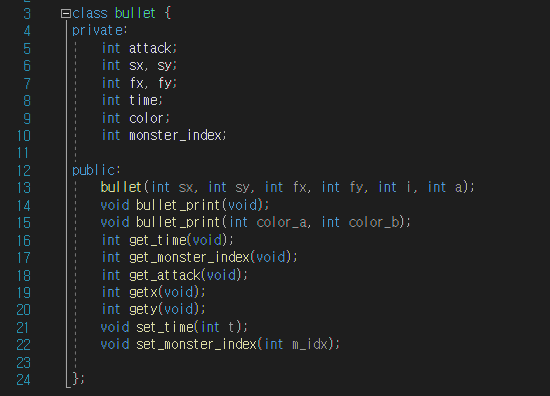 3 class bullet {
4 private:
5 int attack;
6 int sx, sy;
7 int fx, fy;
8 int time;
9 int color;
10 int monster_index;
11
12 public:
13 bullet(int sx, int sy, int fx, int fy, int i, int a);
14 void bullet_print(void);
15 void bullet_print(int color_a, int color_b);
16 int get_time(void);
17 int get_monster_index(void);
18 int get_attack(void);
19 int getx(void);
20 int gety(void);
21 void set_time(int t);
22 void set_monster_index(int m_idx);
23
24 };